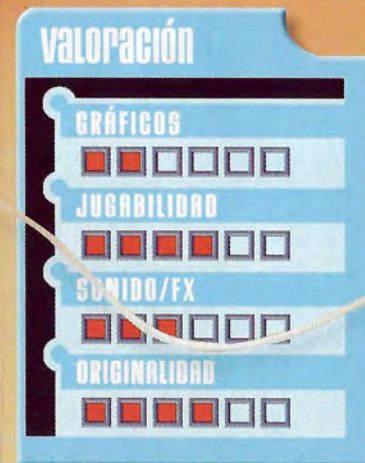 valoración
GRÁFICOS
JUGABILIDAD
SONIDO/FX
ORIGINALIDAD